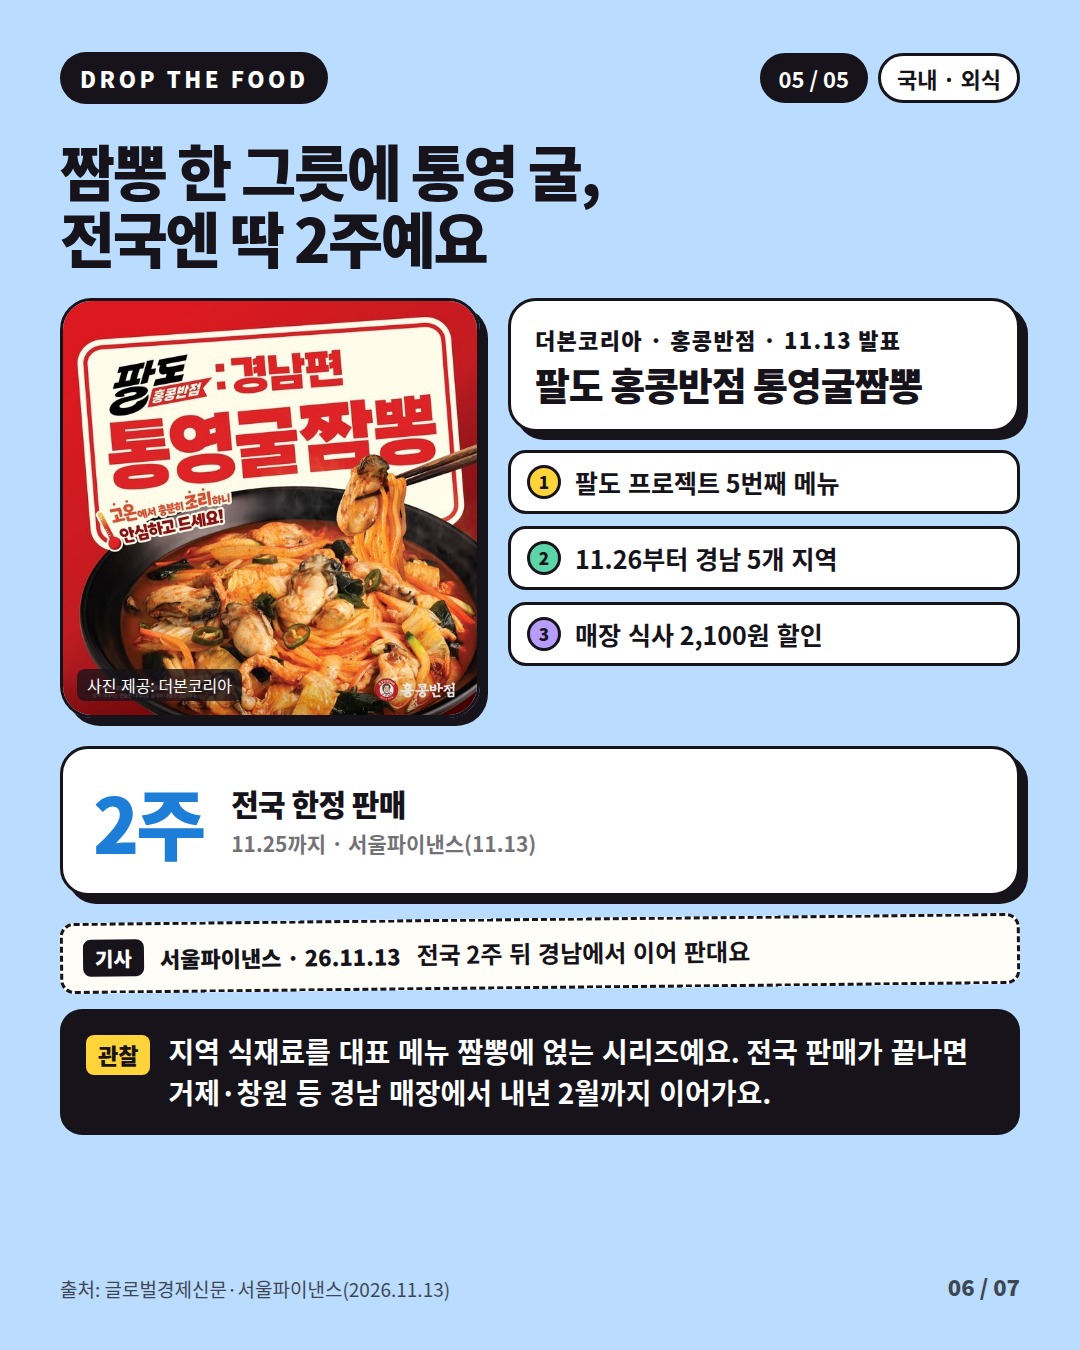 DROP THE FOOD
05 / 05
국내 · 외식
짬뽕 한 그릇에 통영 굴,
전국엔 딱 2주예요
팔도
홍콩반점
:경남편
통영굴짬뽕
고온에서 충분히 조리하니
안심하고 드세요!
사진 제공: 더본코리아
홍콩반점
더본코리아 · 홍콩반점 · 11.13 발표
팔도 홍콩반점 통영굴짬뽕
1 팔도 프로젝트 5번째 메뉴
2 11.26부터 경남 5개 지역
3 매장 식사 2,100원 할인
2주
전국 한정 판매
11.25까지 · 서울파이낸스(11.13)
기사 서울파이낸스 · 26.11.13 전국 2주 뒤 경남에서 이어 판대요
관찰 지역 식재료를 대표 메뉴 짬뽕에 얹는 시리즈예요. 전국 판매가 끝나면
거제·창원 등 경남 매장에서 내년 2월까지 이어가요.
출처: 글로벌경제신문·서울파이낸스(2026.11.13)
06 / 07